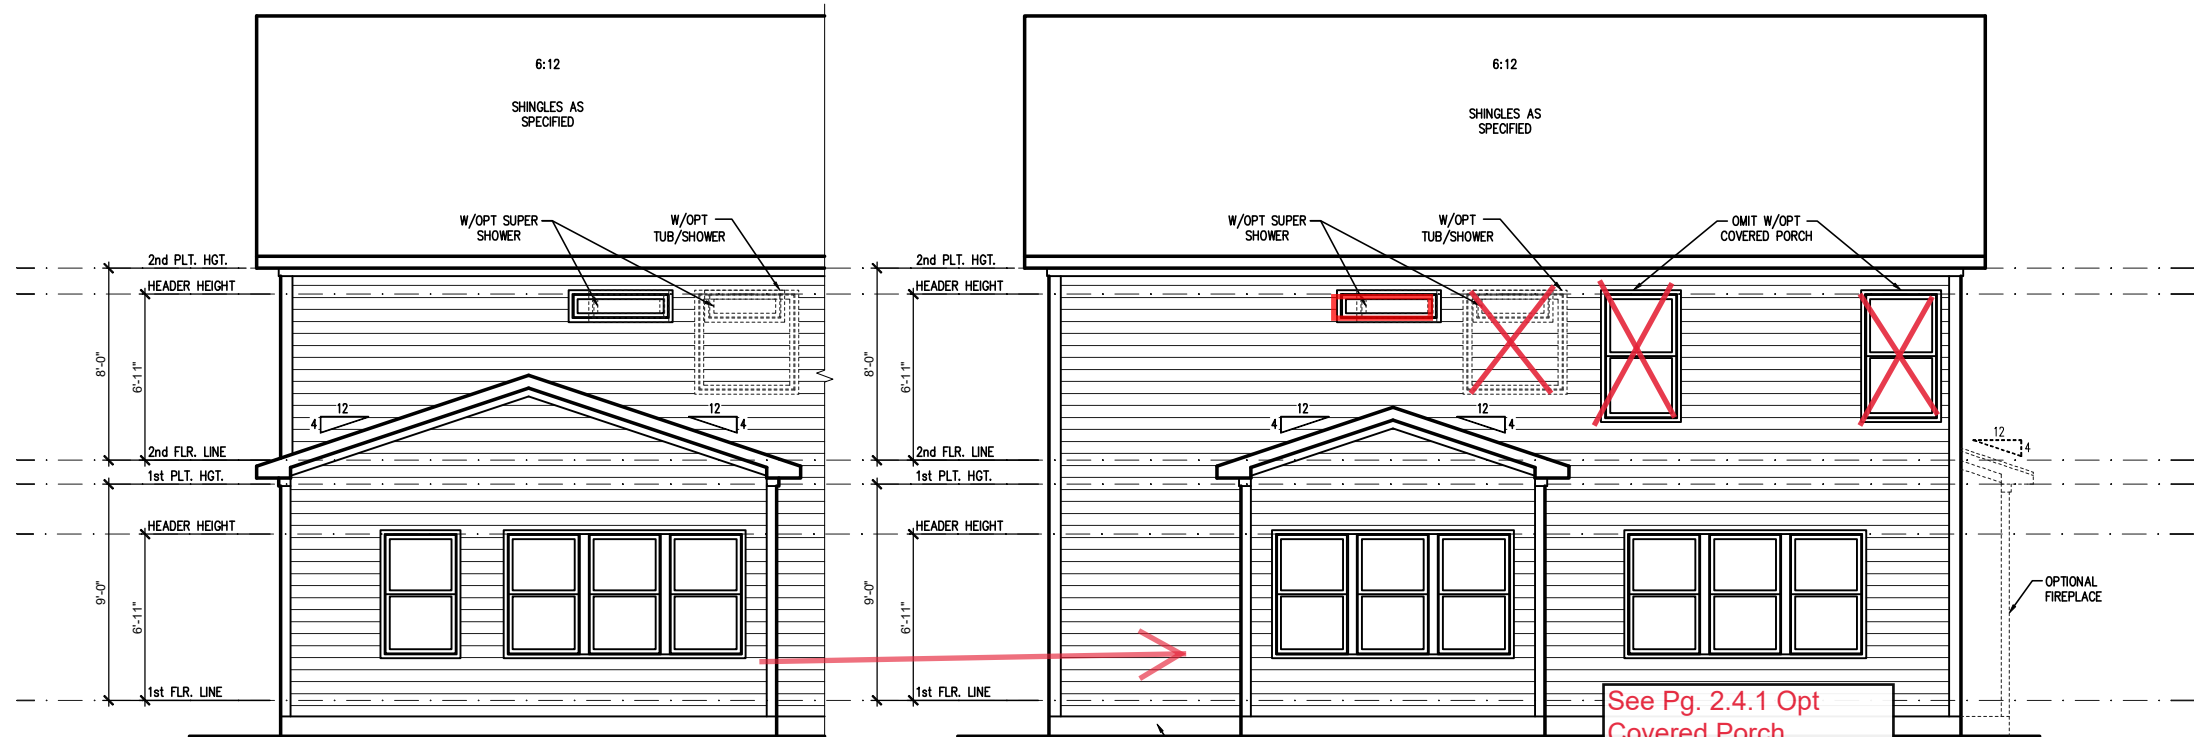 6:12
SHINGLES AS
SPECIFIED
W/OPT SUPER
SHOWER
W/OPT
TUB/SHOWER
2nd PLT. HGT.
HEADER HEIGHT
8'-0"
6'-11"
12
4
12
4
2nd FLR. LINE
1st PLT. HGT.
HEADER HEIGHT
9'-0"
6'-11"
1st FLR. LINE
6:12
SHINGLES AS
SPECIFIED
W/OPT SUPER
SHOWER
W/OPT
TUB/SHOWER
OMIT W/OPT
COVERED PORCH
2nd PLT. HGT.
HEADER HEIGHT
8'-0"
6'-11"
12
4
12
4
12
4
2nd FLR. LINE
1st PLT. HGT.
HEADER HEIGHT
9'-0"
6'-11"
OPTIONAL
FIREPLACE
1st FLR. LINE
See Pg. 2.4.1 Opt
Covered Porch